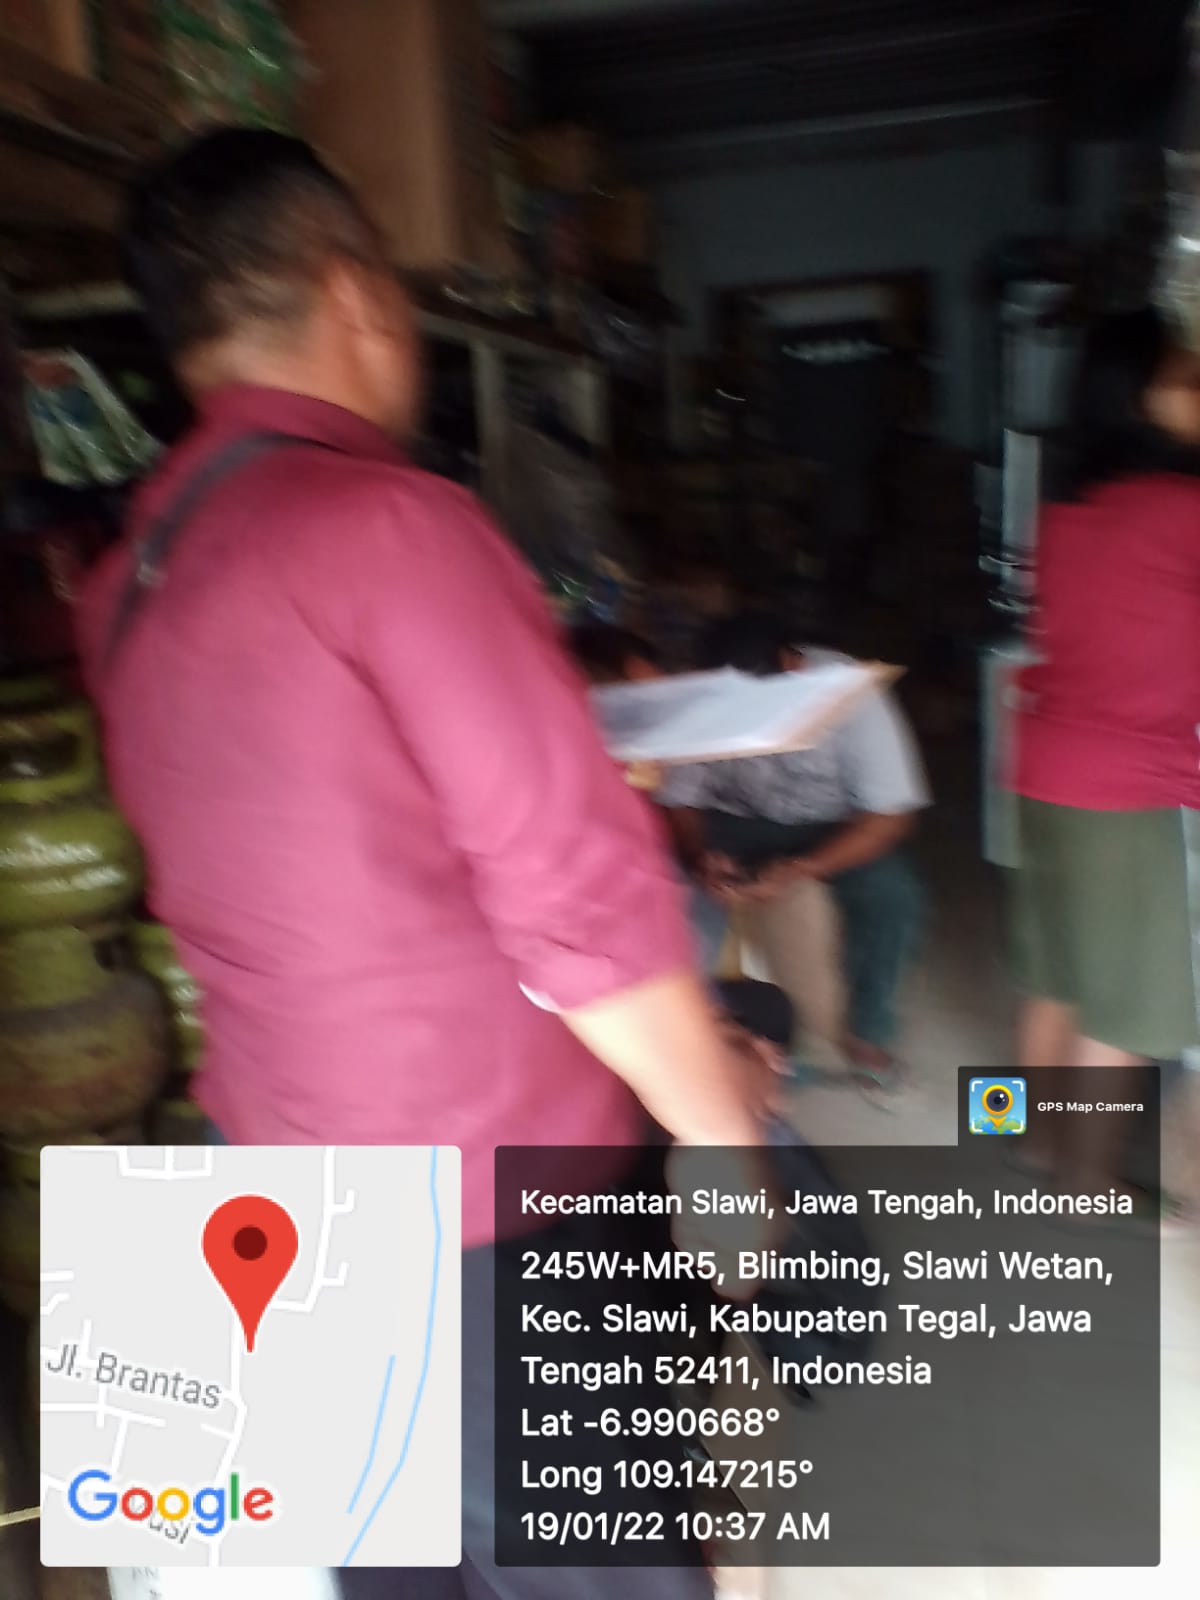 GPS Map Camera
Kecamatan Slawi, Jawa Tengah, Indonesia
245W+MR5, Blimbing, Slawi Wetan,
Kec. Slawi, Kabupaten Tegal, Jawa
Tengah 52411, Indonesia
Lat -6.990668°
Long 109.147215°
19/01/22 10:37 AM
Jl. Brantas
Google